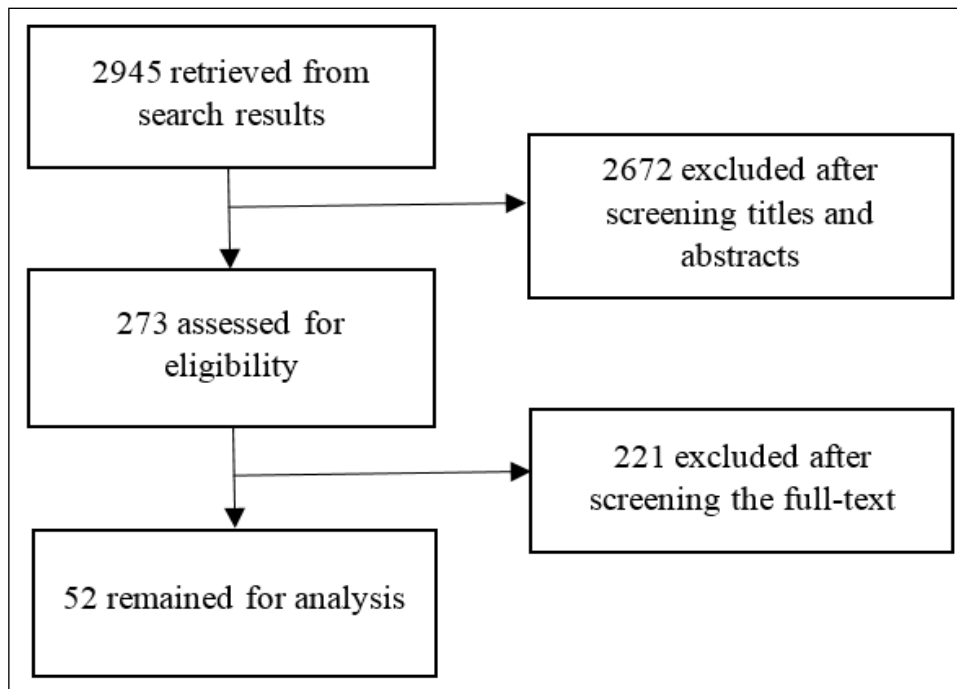 2945 retrieved from
search results
2672 excluded after
screening titles and
abstracts
273 assessed for
eligibility
221 excluded after
screening the full-text
52 remained for analysis